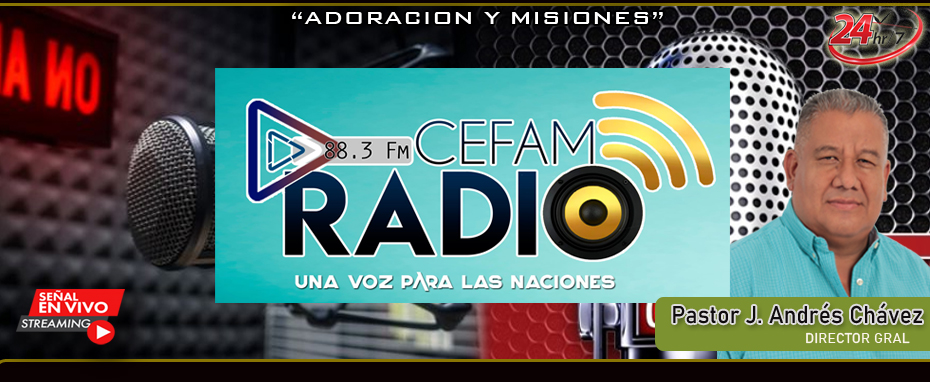 “ADORACION Y MISIONES”
24
hr 7
ON AIR
88.3 FM
CEFAM
RADIO
UNA VOZ PARA LAS NACIONES
SEÑAL
EN VIVO
STREAMING
Pastor J. Andrés Chávez
DIRECTOR GRAL